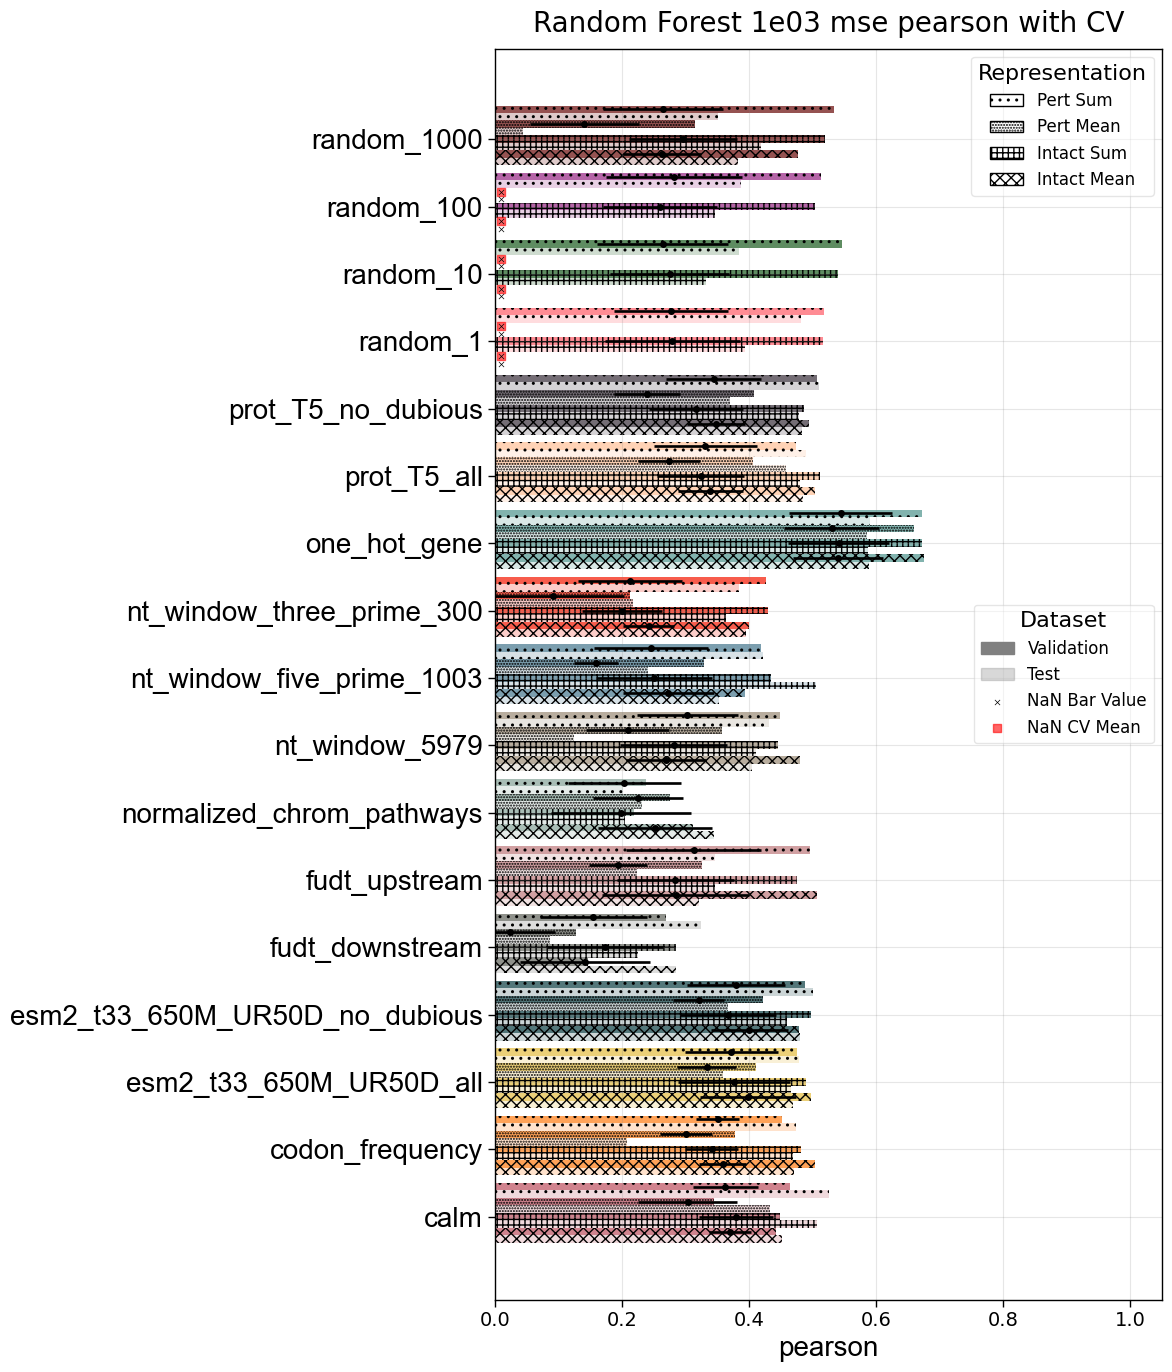 Random Forest 1e03 mse pearson with CV
Representation
Pert Sum
Pert Mean
Intact Sum
Intact Mean
random_1000
random_100
random_10
random_1
prot_T5_no_dubious
prot_T5_all
one_hot_gene
nt_window_three_prime_300
nt_window_five_prime_1003
nt_window_5979
normalized_chrom_pathways
fudt_upstream
fudt_downstream
esm2_t33_650M_UR50D_no_dubious
esm2_t33_650M_UR50D_all
codon_frequency
calm
Dataset
Validation
Test
NaN Bar Value
NaN CV Mean
0.0 0.2 0.4 0.6 0.8 1.0
pearson